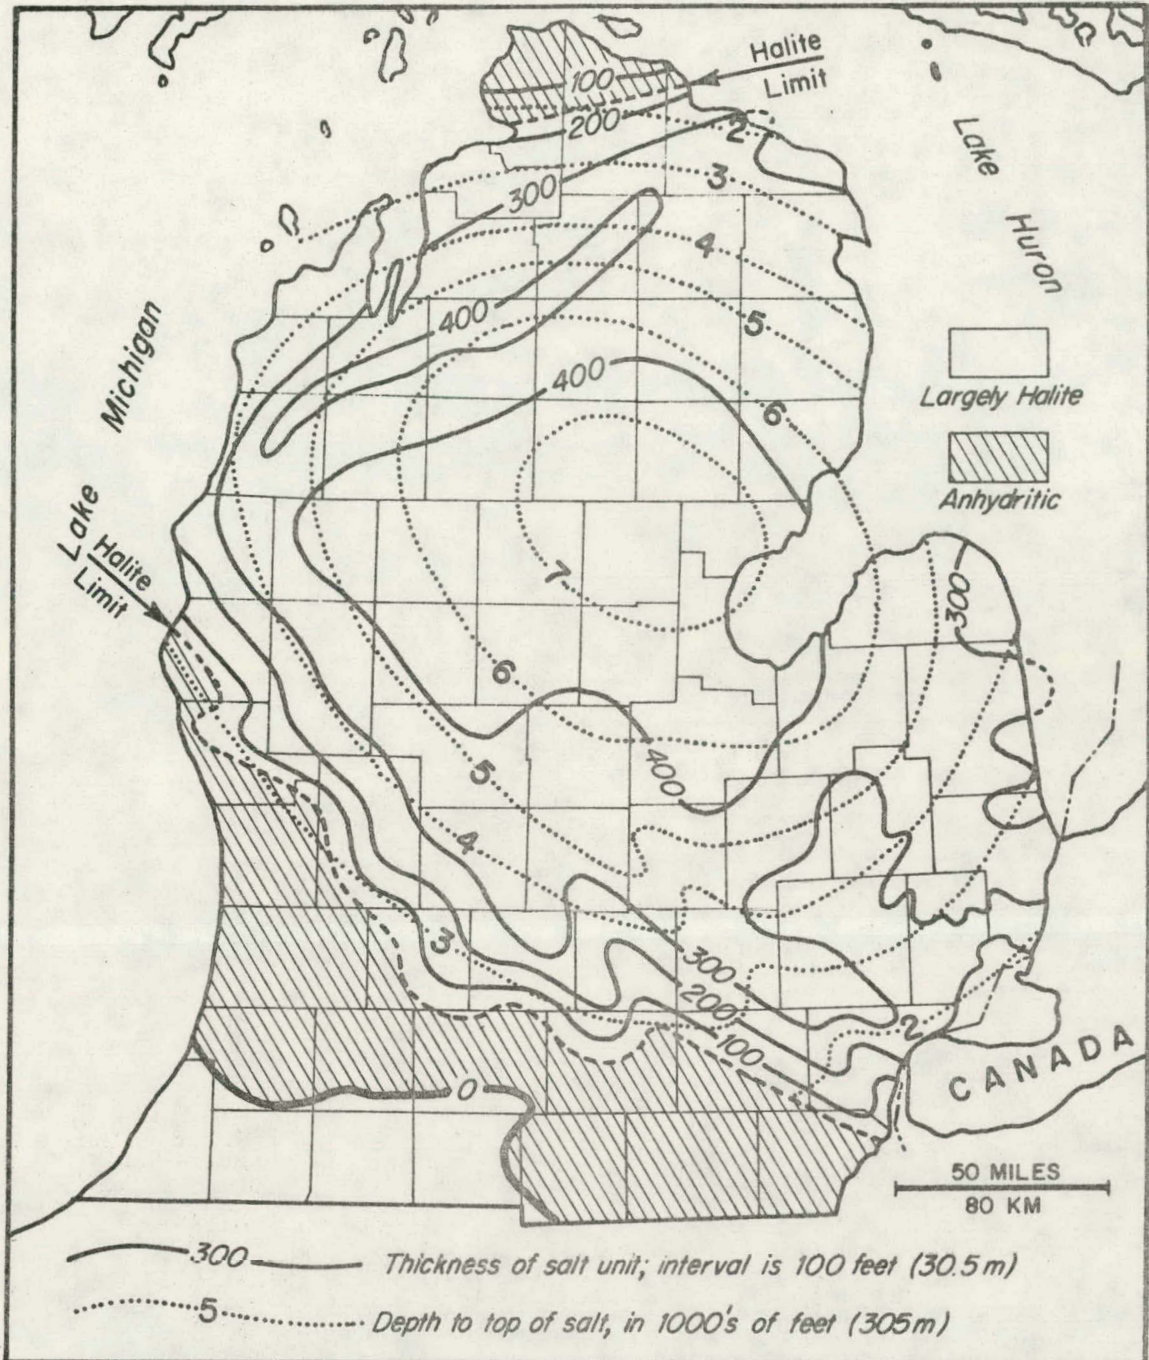 Halite
Limit
100
200
2
Lake
3
300
Huron
4
400
5
Michigan
400
Largely Halite
6
Anhydritic
Lake
Halite
Limit
7
300
6
400
5
4
3
300
200
2
100
CANADA
0
50 MILES
80 KM
300 Thickness of salt unit; interval is 100 feet (30.5m)
5 Depth to top of salt, in 1000's of feet (305m)